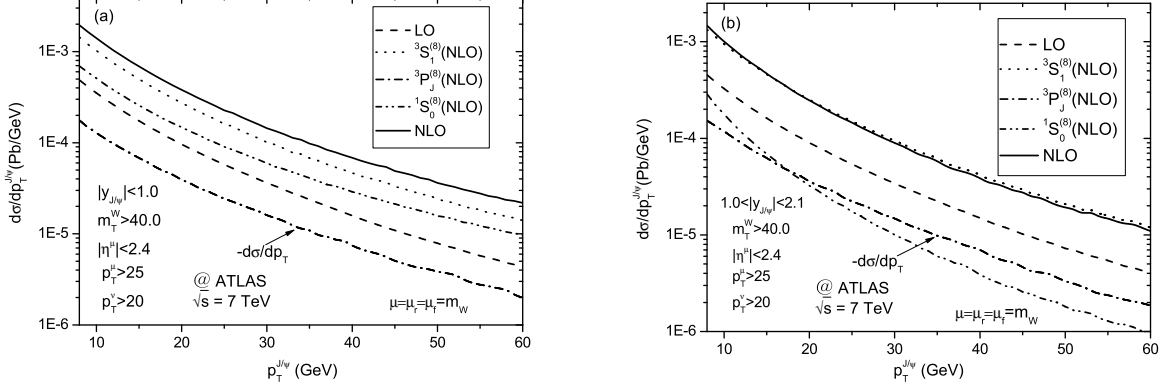 (a)
LO
³S₁⁽⁸⁾(NLO)
³P_J⁽⁸⁾(NLO)
¹S₀⁽⁸⁾(NLO)
NLO
1E-3
1E-4
1E-5
1E-6
dσ/dp_T^{J/ψ}(Pb/GeV)
|y_{J/ψ}|<1.0
m_T^W>40.0
|η^μ|<2.4
p_T^μ>25
p_T^ν>20
-dσ/dp_T
@ ATLAS
√s = 7 TeV
μ=μ_r=μ_f=m_W
10 20 30 40 50 60
p_T^{J/ψ} (GeV)
(b)
LO
³S₁⁽⁸⁾(NLO)
³P_J⁽⁸⁾(NLO)
¹S₀⁽⁸⁾(NLO)
NLO
1E-3
1E-4
1E-5
1E-6
dσ/dp_T^{J/ψ}(Pb/GeV)
1.0<|y_{J/ψ}|<2.1
m_T^W>40.0
|η^μ|<2.4
p_T^μ>25
p_T^ν>20
-dσ/dp_T
@ ATLAS
√s = 7 TeV
μ=μ_r=μ_f=m_W
10 20 30 40 50 60
p_T^{J/ψ} (GeV)